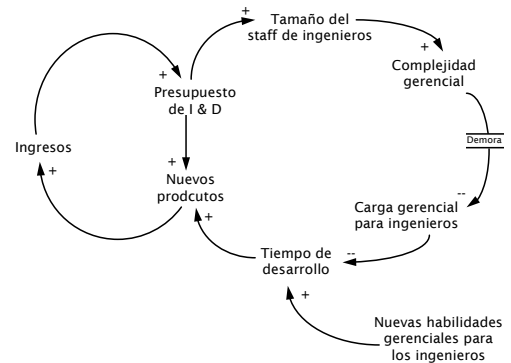 +
Tamaño del
staff de ingenieros
+
Complejidad
gerencial
+
Presupuesto
de I & D
Demora
Ingresos
+
+
Nuevos
prodcutos
+
--
Carga gerencial
para ingenieros
Tiempo de
desarrollo
--
+
Nuevas habilidades
gerenciales para
los ingenieros